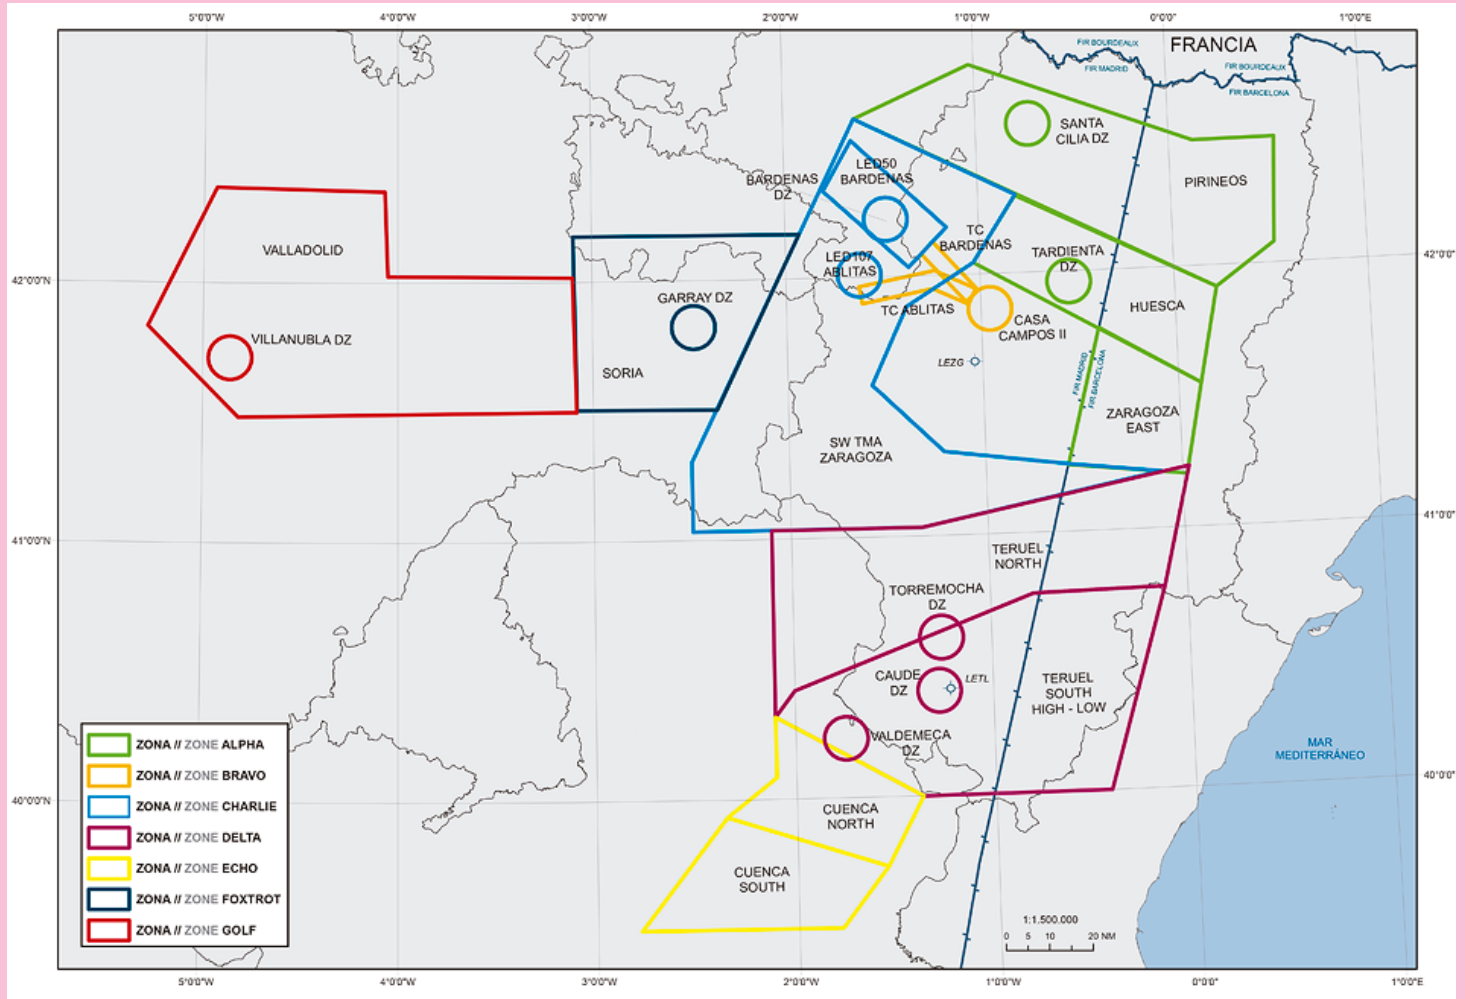 5°0'0"W 4°0'0"W 3°0'0"W 2°0'0"W 1°0'0"W 0°0'0" 1°0'0"E
FIR BOURDEAUX
FRANCIA
FIR MADRID
FIR BOURDEAUX
FIR BARCELONA
SANTA
CILIA DZ
LED50
BARDENAS
BARDENAS
DZ
PIRINEOS
VALLADOLID
TC
BARDENAS
TARDIENTA
DZ
42°0'0"N
42°0'0"
LED107
ABLITAS
GARRAY DZ
TC ABLITAS
HUESCA
CASA
CAMPOS II
VILLANUBLA DZ
LEZG
SORIA
FIR MADRID
FIR BARCELONA
ZARAGOZA
EAST
SW TMA
ZARAGOZA
41°0'0"N
41°0'0"
TERUEL
NORTH
TORREMOCHA
DZ
CAUDE
DZ
LETL
TERUEL
SOUTH
HIGH - LOW
VALDEMECA
DZ
MAR
MEDITERRÁNEO
40°0'0"N
40°0'0"
CUENCA
NORTH
CUENCA
SOUTH
ZONA // ZONE ALPHA
ZONA // ZONE BRAVO
ZONA // ZONE CHARLIE
ZONA // ZONE DELTA
ZONA // ZONE ECHO
ZONA // ZONE FOXTROT
ZONA // ZONE GOLF
1:1.500.000
0 5 10 20 NM
5°0'0"W 4°0'0"W 3°0'0"W 2°0'0"W 1°0'0"W 0°0'0" 1°0'0"E